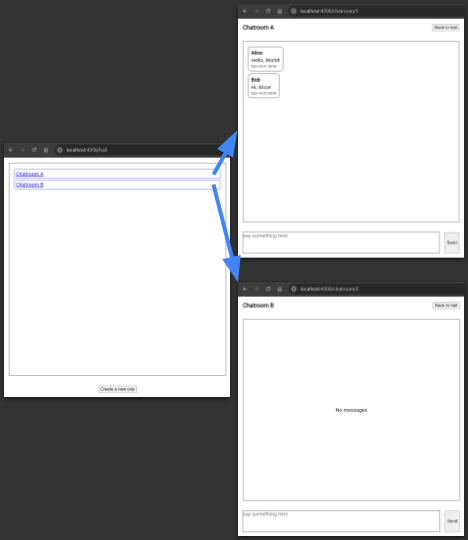 localhost:4200/hall
Chatroom A
Chatroom B
Create a new one
localhost:4200/chatroom/1
Chatroom A
Back to hall
Alice
Hello, World!
Bob
Hi, Alice!
say something here
Send
localhost:4200/chatroom/2
Chatroom B
Back to hall
No messages
say something here
Send